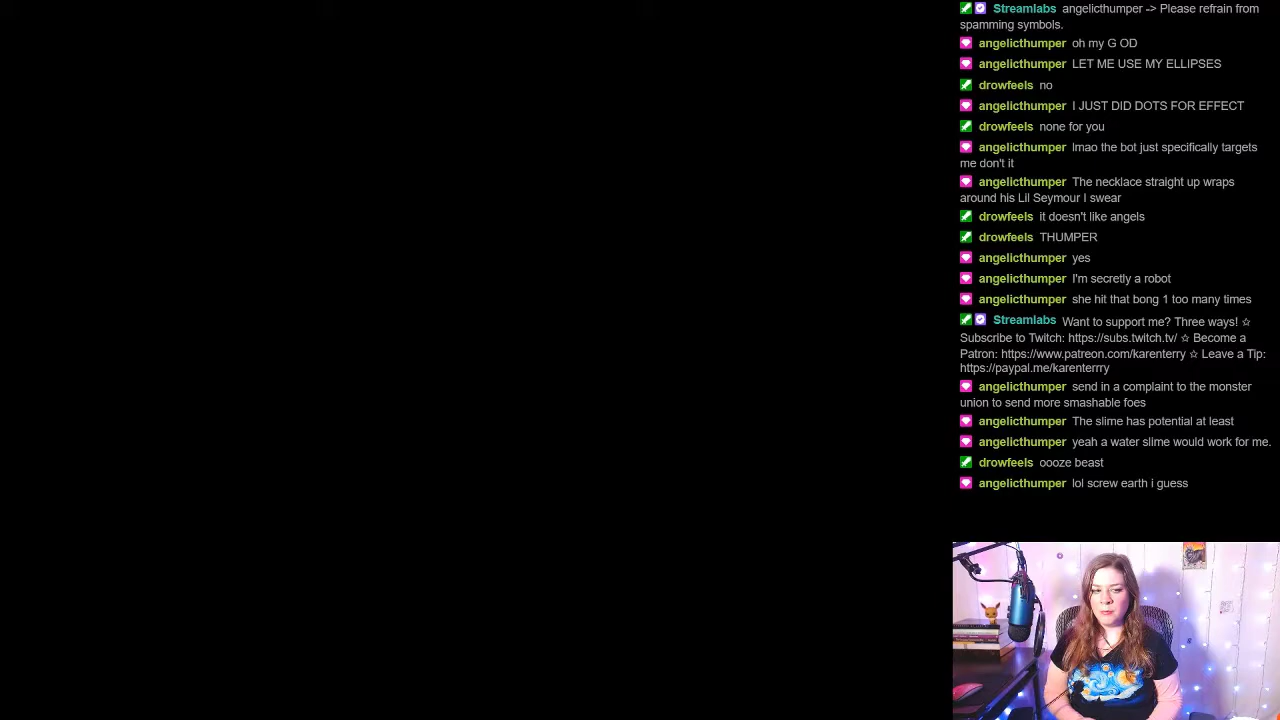 Streamlabs angelicthumper -> Please refrain from
spamming symbols.
angelicthumper oh my G OD
angelicthumper LET ME USE MY ELLIPSES
drowfeels no
angelicthumper I JUST DID DOTS FOR EFFECT
drowfeels none for you
angelicthumper lmao the bot just specifically targets
me don't it
angelicthumper The necklace straight up wraps
around his Lil Seymour I swear
drowfeels it doesn't like angels
drowfeels THUMPER
angelicthumper yes
angelicthumper I'm secretly a robot
angelicthumper she hit that bong 1 too many times
Streamlabs Want to support me? Three ways! ☆
Subscribe to Twitch: https://subs.twitch.tv/ ☆ Become a
Patron: https://www.patreon.com/karenterry ☆ Leave a Tip:
https://paypal.me/karenterrry
angelicthumper send in a complaint to the monster
union to send more smashable foes
angelicthumper The slime has potential at least
angelicthumper yeah a water slime would work for me.
drowfeels oooze beast
angelicthumper lol screw earth i guess